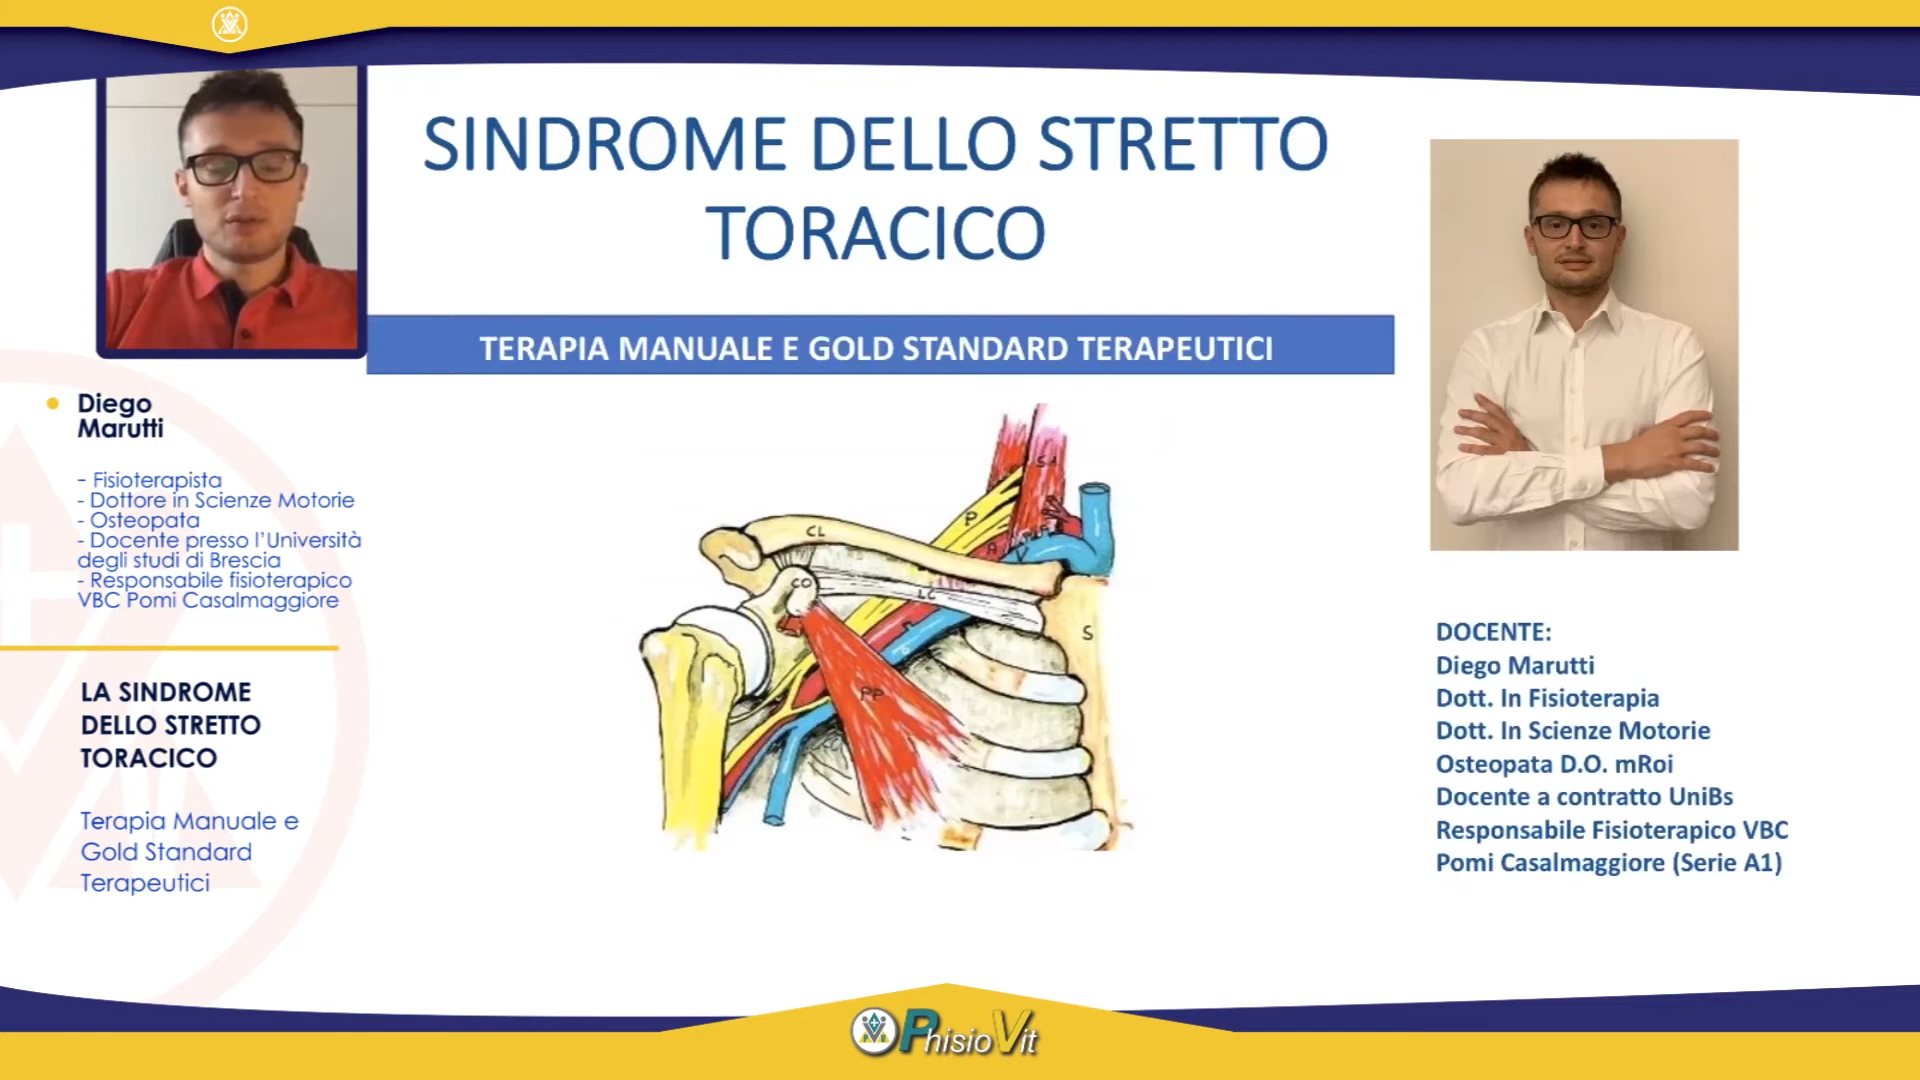 SINDROME DELLO STRETTO
TORACICO
TERAPIA MANUALE E GOLD STANDARD TERAPEUTICI
Diego
Marutti
- Fisioterapista
- Dottore in Scienze Motorie
- Osteopata
- Docente presso l'Università
degli studi di Brescia
- Responsabile fisioterapico
VBC Pomi Casalmaggiore
LA SINDROME
DELLO STRETTO
TORACICO
Terapia Manuale e
Gold Standard
Terapeutici
SA
P
CL
A
V
CO
LC
S
PP
DOCENTE:
Diego Marutti
Dott. In Fisioterapia
Dott. In Scienze Motorie
Osteopata D.O. mRoi
Docente a contratto UniBs
Responsabile Fisioterapico VBC
Pomi Casalmaggiore (Serie A1)
PhisioVit